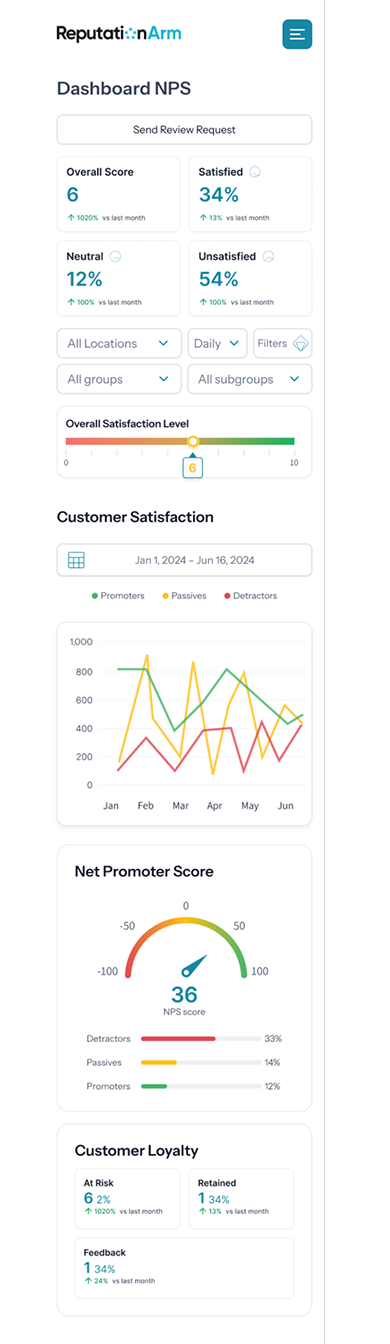 ReputationArm
Dashboard NPS
Send Review Request
Overall Score
6
1020% vs last month
Satisfied
34%
13% vs last month
Neutral
12%
100% vs last month
Unsatisfied
54%
100% vs last month
All Locations
Daily
Filters
All groups
All subgroups
Overall Satisfaction Level
0
10
6
Customer Satisfaction
Jan 1, 2024 – Jun 16, 2024
Promoters Passives Detractors
1,000
800
600
400
200
0
Jan Feb Mar Apr May Jun
Net Promoter Score
0
-50 50
-100 100
36
NPS score
Detractors 33%
Passives 14%
Promoters 12%
Customer Loyalty
At Risk
6 2%
1020% vs last month
Retained
1 34%
13% vs last month
Feedback
1 34%
24% vs last month